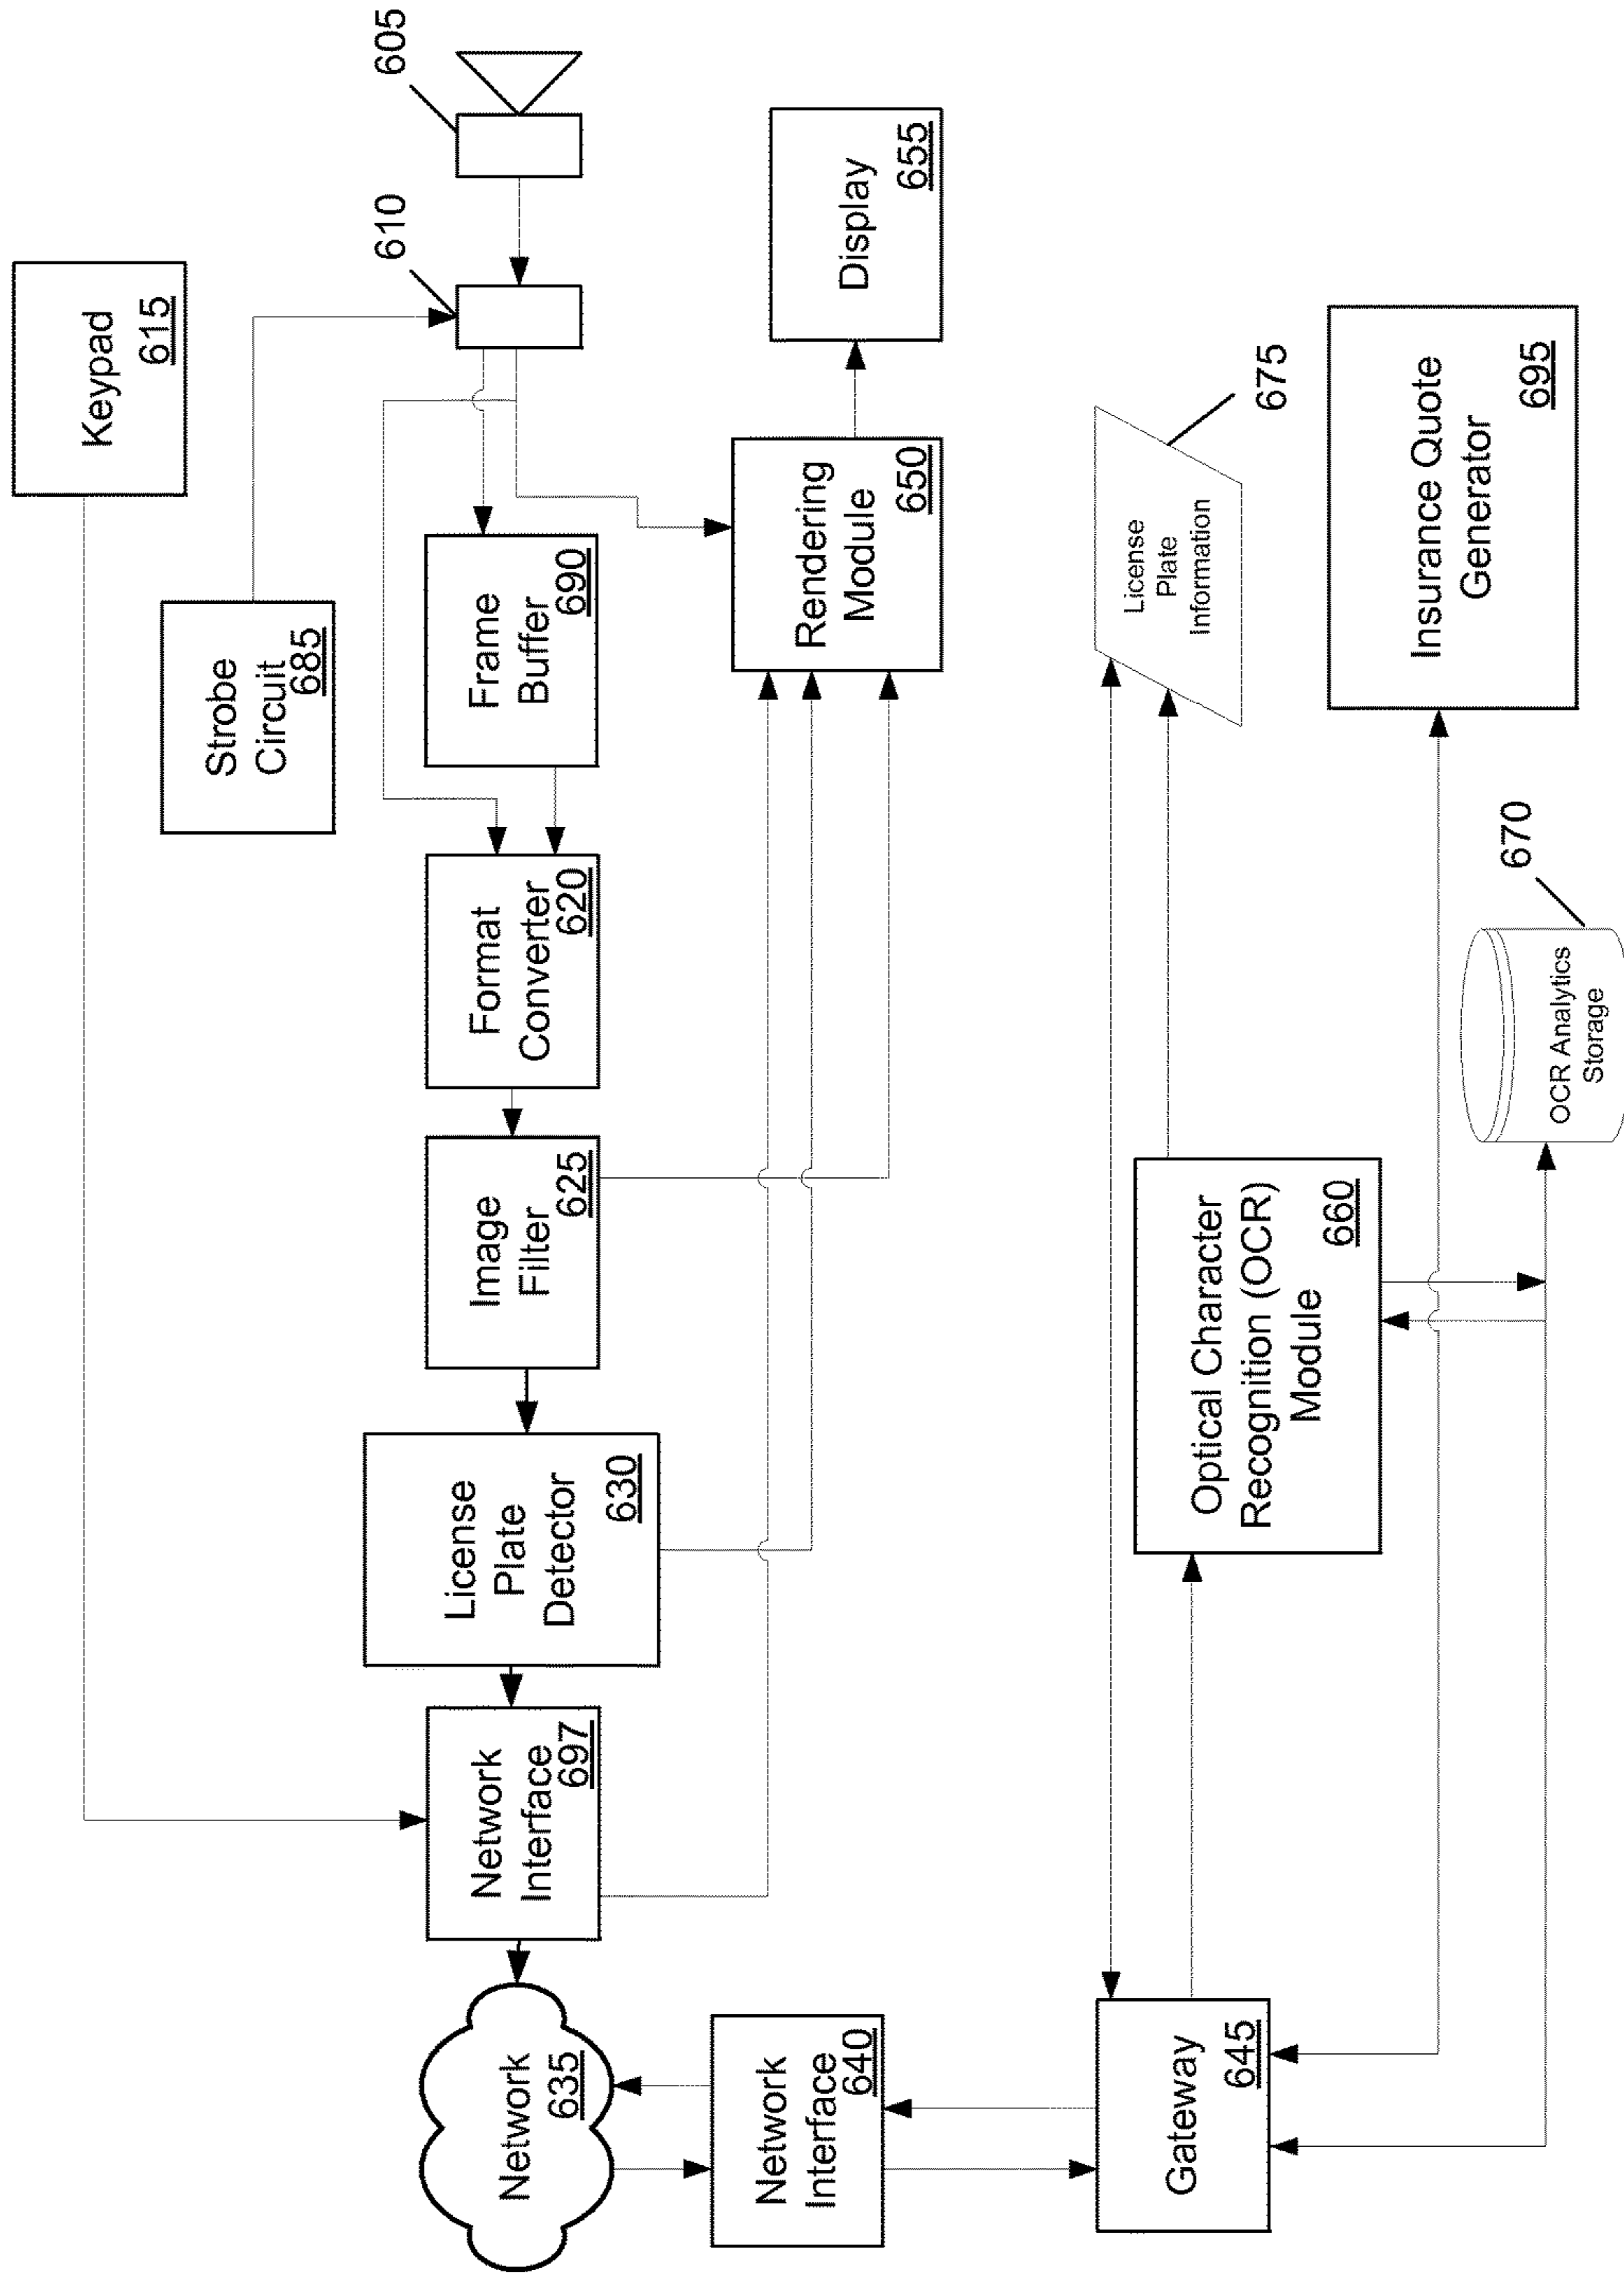 Keypad
615
Strobe
Circuit
685
605
610
Network
635
Network
Interface
697
License
Plate
Detector
630
Image
Filter
625
Format
Converter
620
Frame
Buffer
690
Network
Interface
640
Rendering
Module
650
Display
655
Gateway
645
Optical Character
Recognition (OCR)
Module
660
License
Plate
Information
675
Insurance Quote
Generator
695
OCR Analytics
Storage
670